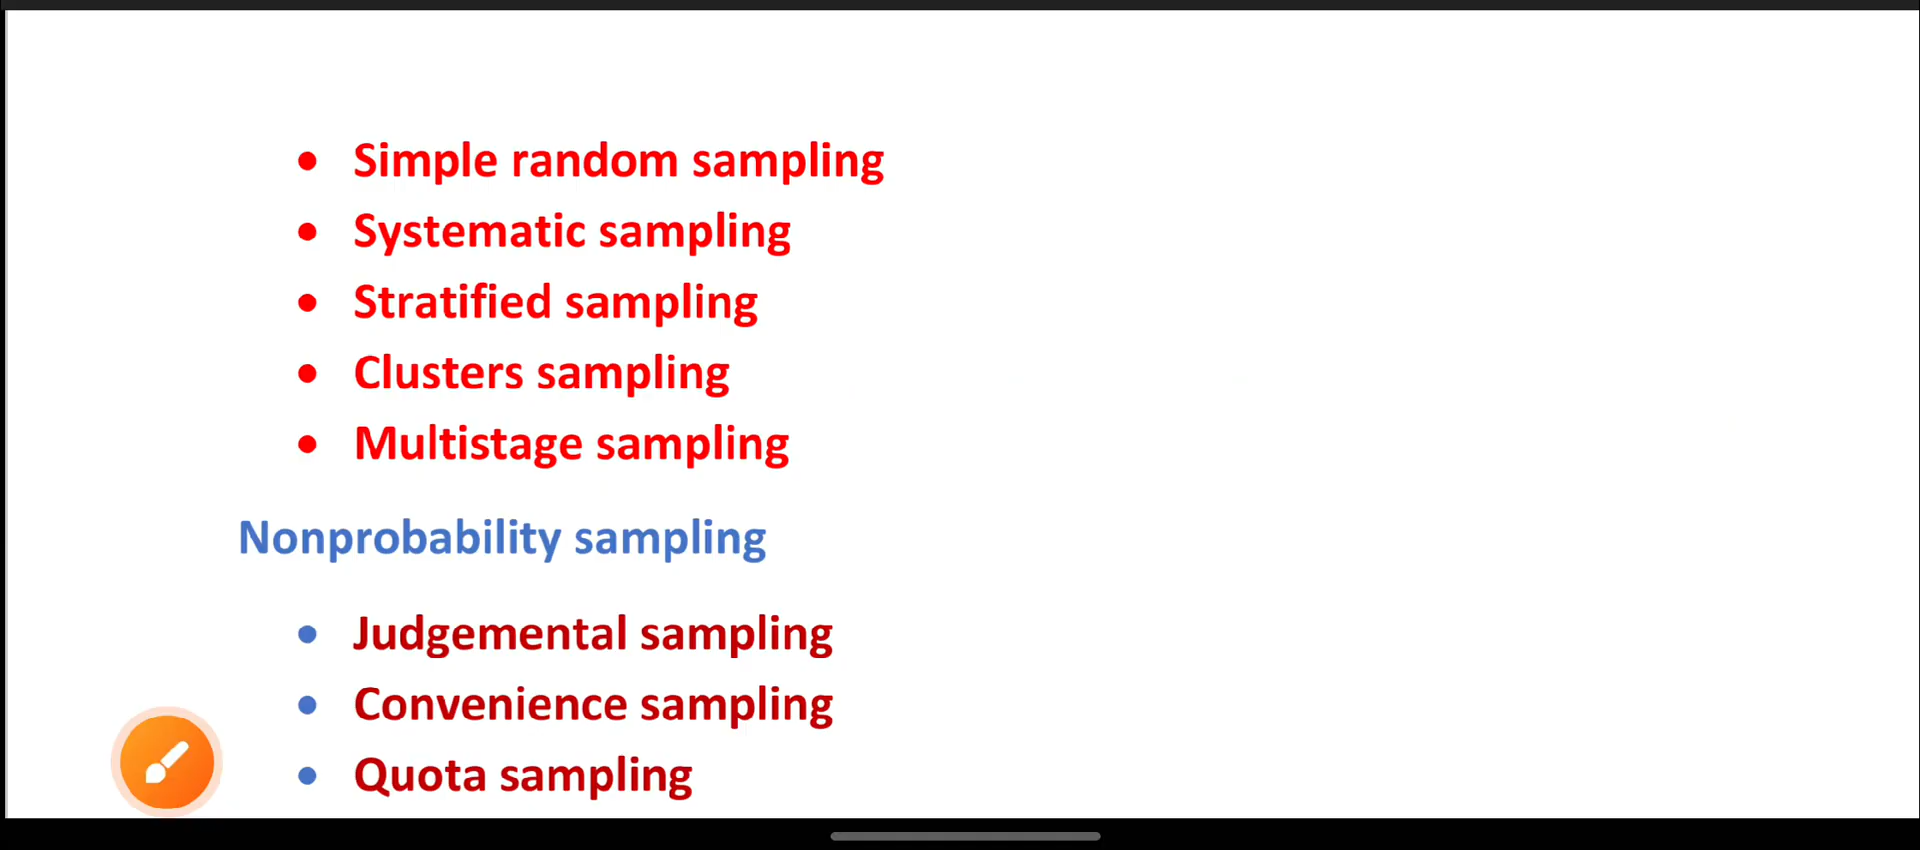 • Simple random sampling
• Systematic sampling
• Stratified sampling
• Clusters sampling
• Multistage sampling
Nonprobability sampling
• Judgemental sampling
• Convenience sampling
• Quota sampling